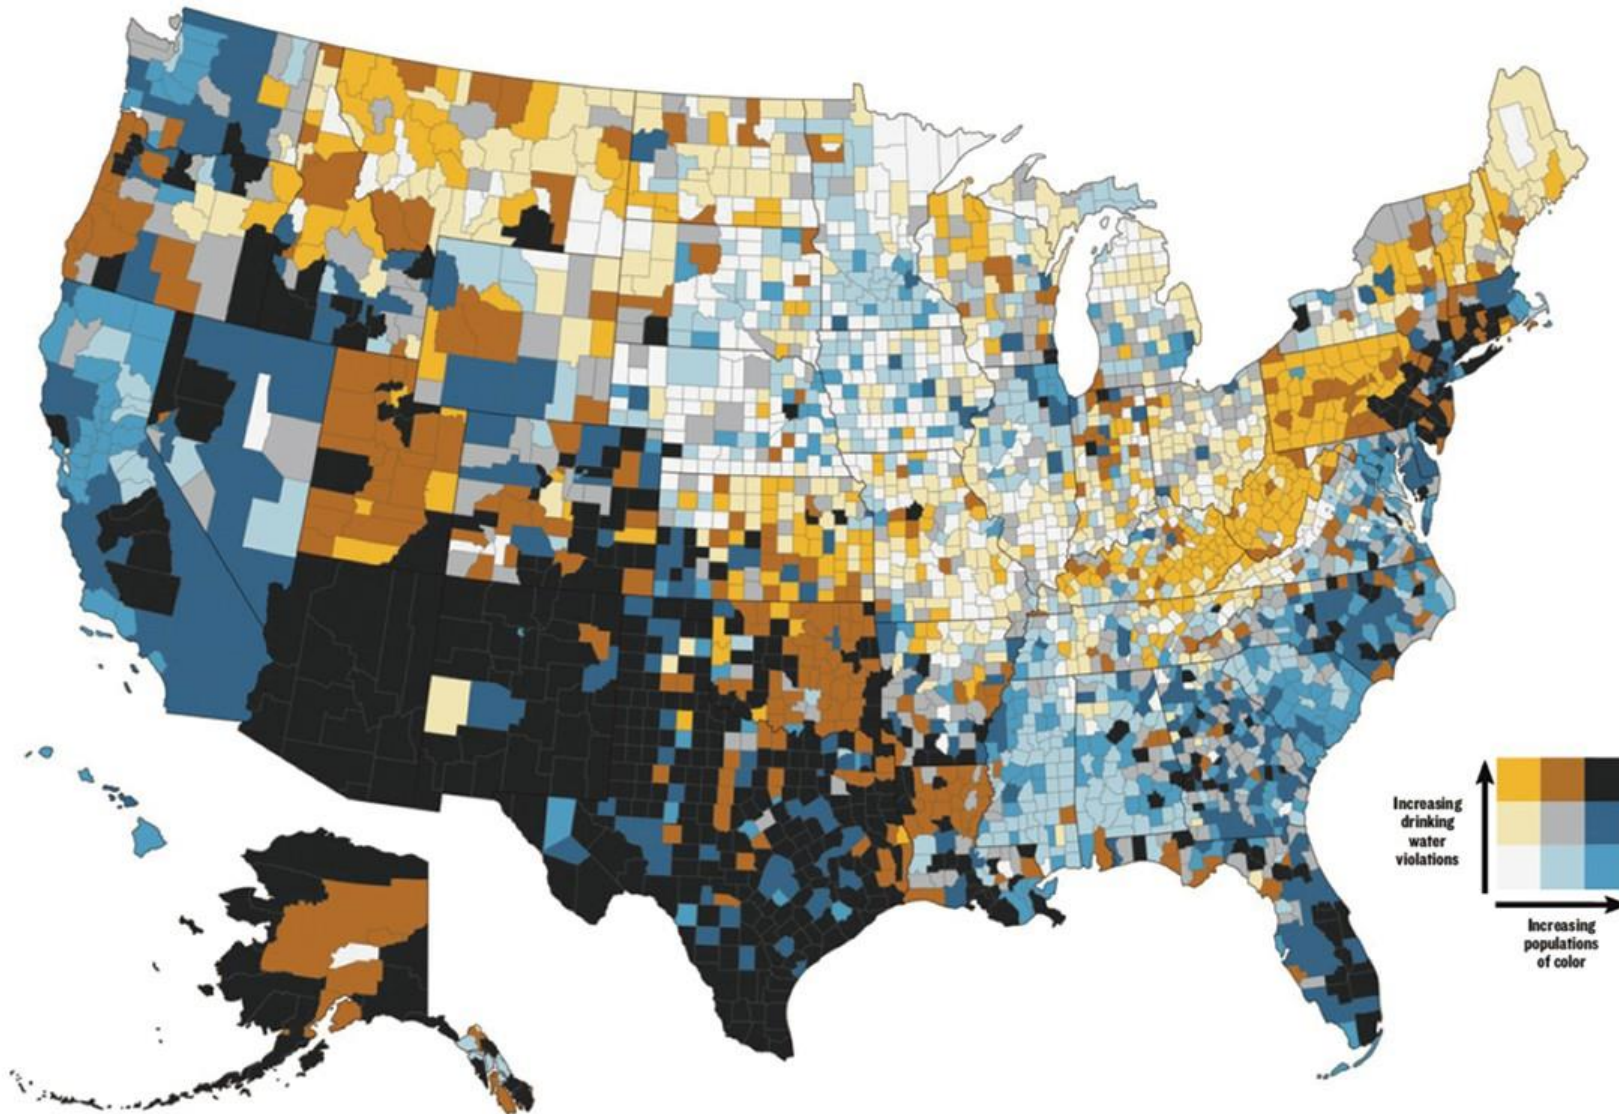 Increasing
drinking
water
violations
Increasing
populations
of color